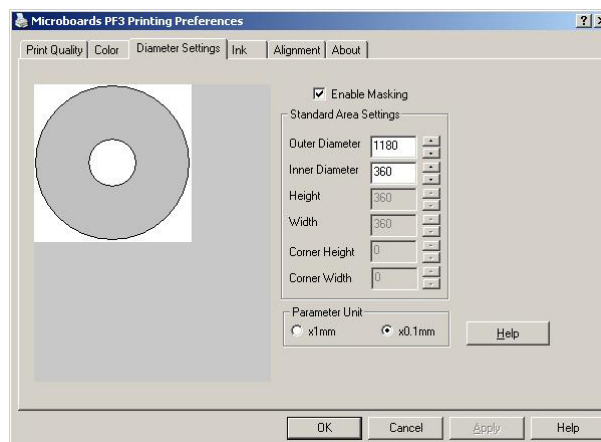 Microboards PF3 Printing Preferences
Print Quality Color Diameter Settings Ink Alignment About
Enable Masking
Standard Area Settings
Outer Diameter 1180
Inner Diameter 360
Height 360
Width 360
Corner Height 0
Corner Width 0
Parameter Unit
x1mm x0.1mm
Help
OK Cancel Apply Help